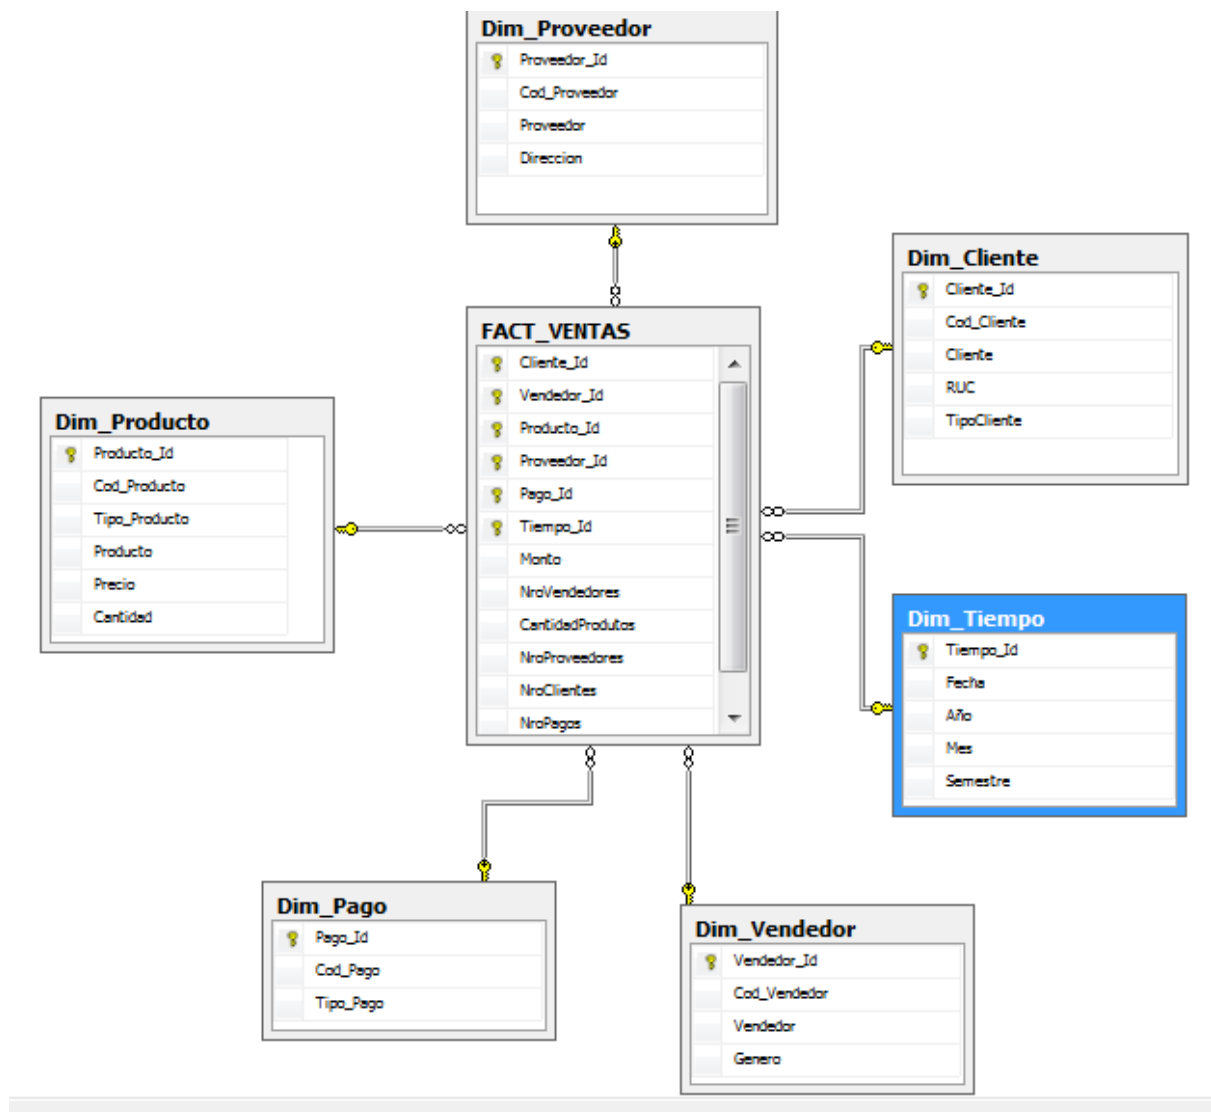 Dim_Proveedor
Proveedor_Id
Cod_Proveedor
Proveedor
Direccion
Dim_Cliente
Cliente_Id
Cod_Cliente
Cliente
RUC
TipoCliente
FACT_VENTAS
Cliente_Id
Vendedor_Id
Producto_Id
Proveedor_Id
Pago_Id
Tiempo_Id
Monto
NroVendedores
CantidadProdutos
NroProveedores
NroClientes
NroPagos
Dim_Producto
Producto_Id
Cod_Producto
Tipo_Producto
Producto
Precio
Cantidad
Dim_Tiempo
Tiempo_Id
Fecha
Año
Mes
Semestre
Dim_Pago
Pago_Id
Cod_Pago
Tipo_Pago
Dim_Vendedor
Vendedor_Id
Cod_Vendedor
Vendedor
Genero